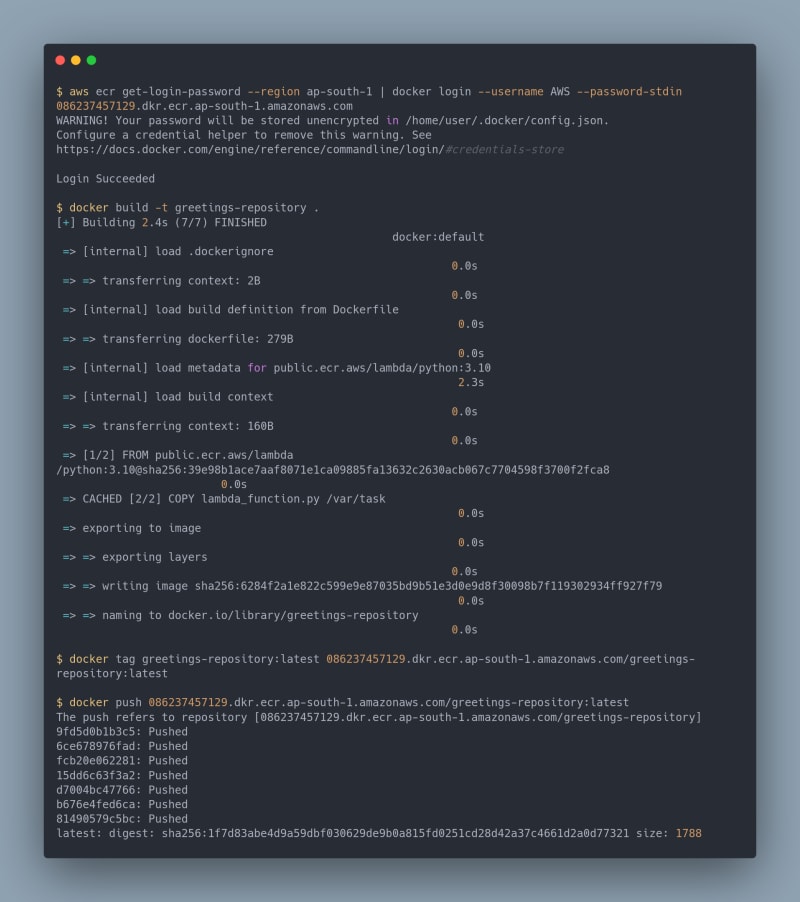 $ aws ecr get-login-password --region ap-south-1 | docker login --username AWS --password-stdin
086237457129.dkr.ecr.ap-south-1.amazonaws.com
WARNING! Your password will be stored unencrypted in /home/user/.docker/config.json.
Configure a credential helper to remove this warning. See
https://docs.docker.com/engine/reference/commandline/login/#credentials-store
Login Succeeded
$ docker build -t greetings-repository .
[+] Building 2.4s (7/7) FINISHED
docker:default
=> [internal] load .dockerignore
0.0s
=> => transferring context: 2B
0.0s
=> [internal] load build definition from Dockerfile
0.0s
=> => transferring dockerfile: 279B
0.0s
=> [internal] load metadata for public.ecr.aws/lambda/python:3.10
2.3s
=> [internal] load build context
0.0s
=> => transferring context: 160B
0.0s
=> [1/2] FROM public.ecr.aws/lambda
/python:3.10@sha256:39e98b1ace7aaf8071e1ca09885fa13632c2630acb067c7704598f3700f2fca8
0.0s
=> CACHED [2/2] COPY lambda_function.py /var/task
0.0s
=> exporting to image
0.0s
=> => exporting layers
0.0s
=> => writing image sha256:6284f2a1e822c599e9e87035bd9b51e3d0e9d8f30098b7f119302934ff927f79
0.0s
=> => naming to docker.io/library/greetings-repository
0.0s
$ docker tag greetings-repository:latest 086237457129.dkr.ecr.ap-south-1.amazonaws.com/greetings-
repository:latest
$ docker push 086237457129.dkr.ecr.ap-south-1.amazonaws.com/greetings-repository:latest
The push refers to repository [086237457129.dkr.ecr.ap-south-1.amazonaws.com/greetings-repository]
9fd5d0b1b3c5: Pushed
6ce678976fad: Pushed
fcb20e062281: Pushed
15dd6c63f3a2: Pushed
d7004bc47766: Pushed
b676e4fed6ca: Pushed
81490579c5bc: Pushed
latest: digest: sha256:1f7d83abe4d9a59dbf030629de9b0a815fd0251cd28d42a37c4661d2a0d77321 size: 1788